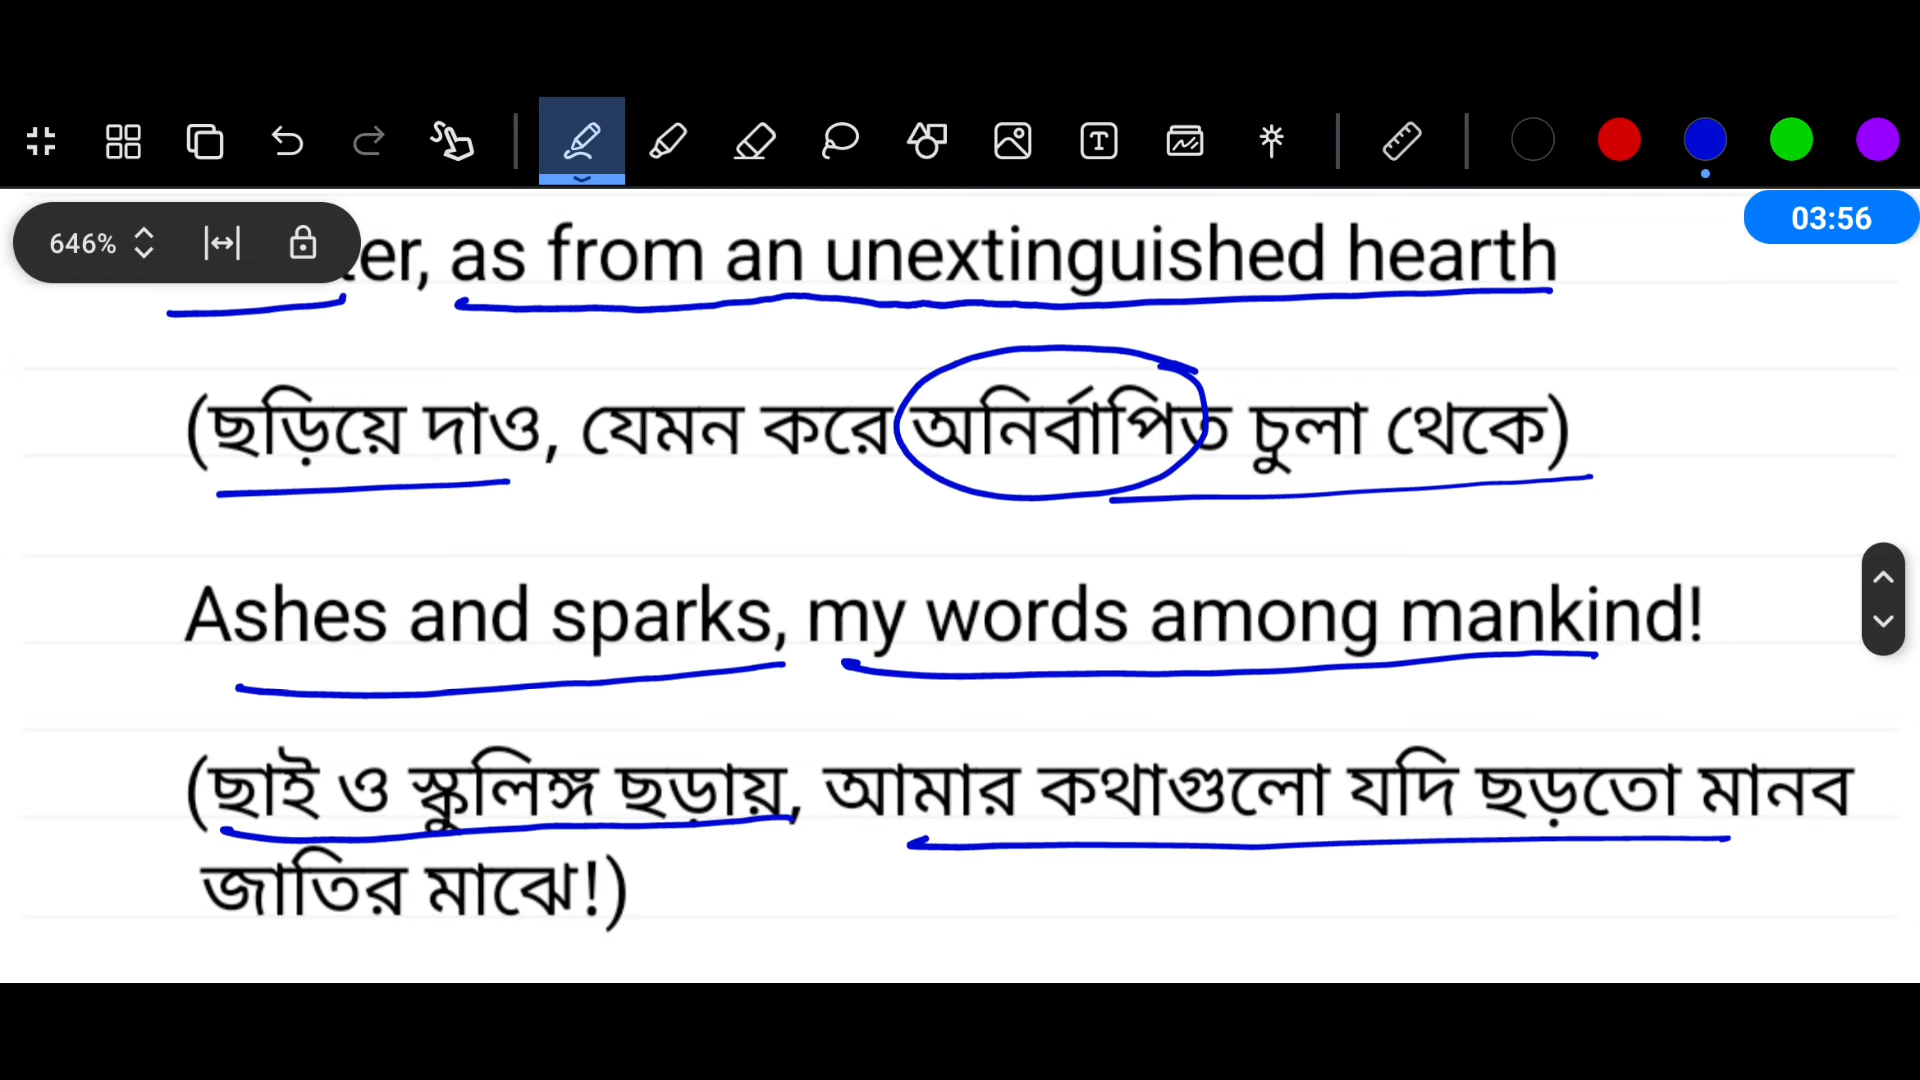 03:56
646%
ter, as from an unextinguished hearth
(ছড়িয়ে দাও, যেমন করে অনির্বাপিত চুলা থেকে)
Ashes and sparks, my words among mankind!
(ছাই ও স্কুলিঙ্গ ছড়ায়, আমার কথাগুলো যদি ছড়তো মানব
জাতির মাঝে!)